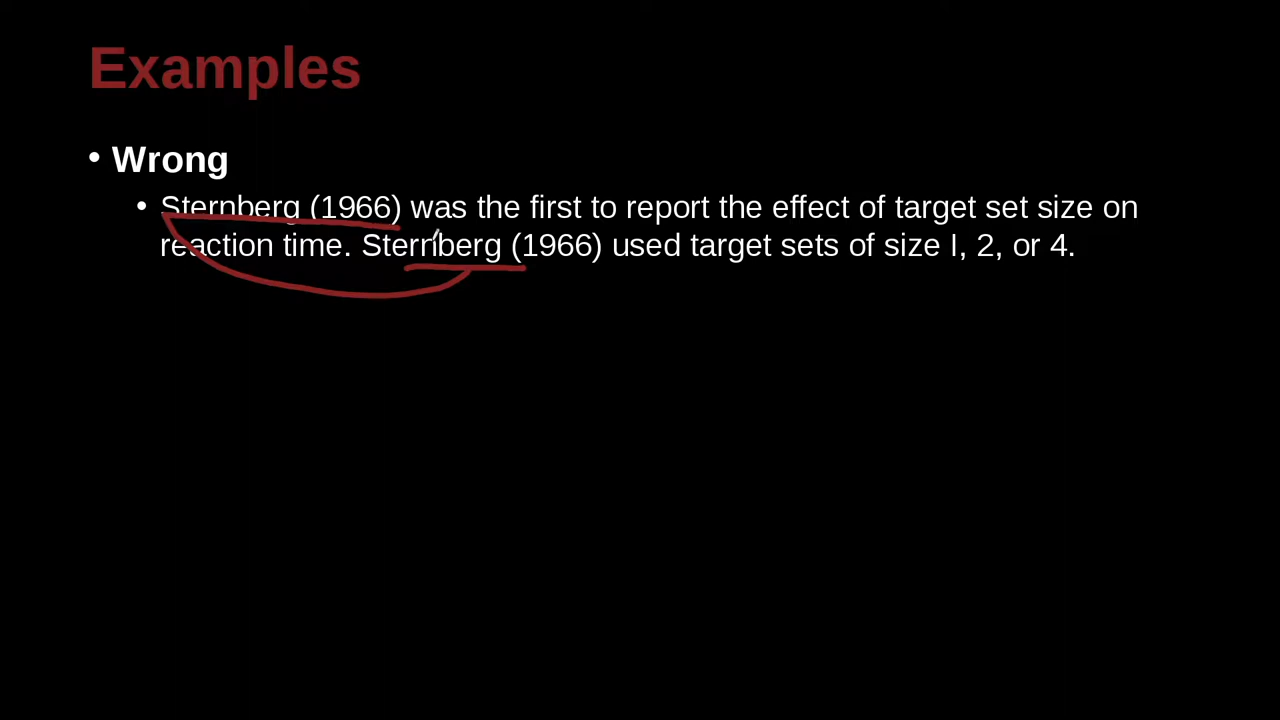 Examples
• Wrong
• Sternberg (1966) was the first to report the effect of target set size on
reaction time. Sternberg (1966) used target sets of size I, 2, or 4.